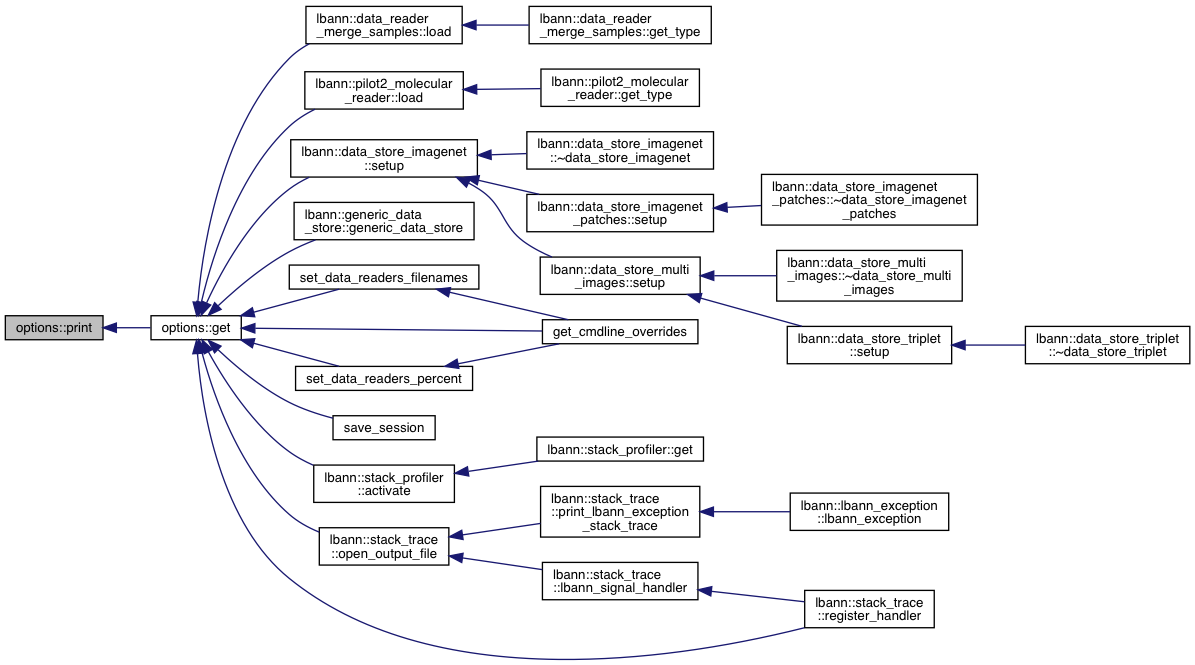 options::print
options::get
lbann::data_reader
_merge_samples::load
lbann::data_reader
_merge_samples::get_type
lbann::pilot2_molecular
_reader::load
lbann::pilot2_molecular
_reader::get_type
lbann::data_store_imagenet
::setup
lbann::data_store_imagenet
::~data_store_imagenet
lbann::data_store_imagenet
_patches::setup
lbann::data_store_imagenet
_patches::~data_store_imagenet
_patches
lbann::generic_data
_store::generic_data_store
lbann::data_store_multi
_images::setup
lbann::data_store_multi
_images::~data_store_multi
_images
set_data_readers_filenames
get_cmdline_overrides
lbann::data_store_triplet
::setup
lbann::data_store_triplet
::~data_store_triplet
set_data_readers_percent
save_session
lbann::stack_profiler
::activate
lbann::stack_profiler::get
lbann::stack_trace
::open_output_file
lbann::stack_trace
::print_lbann_exception
_stack_trace
lbann::lbann_exception
::lbann_exception
lbann::stack_trace
::lbann_signal_handler
lbann::stack_trace
::register_handler